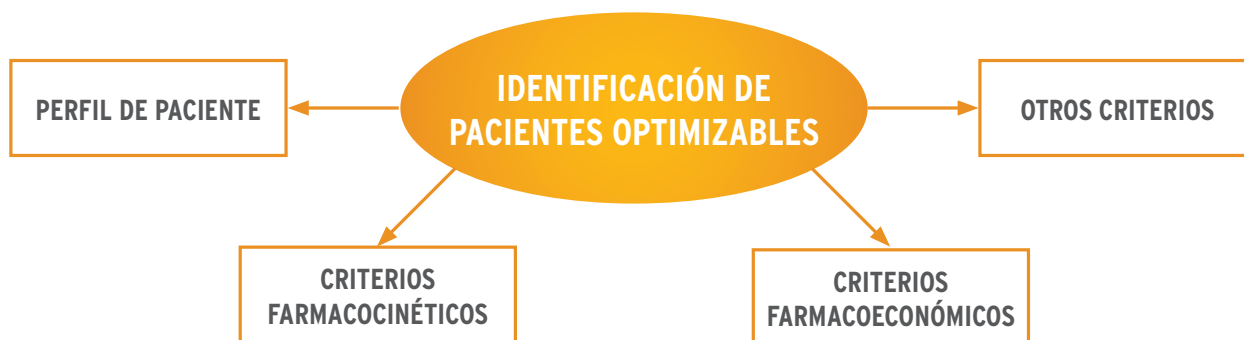 IDENTIFICACIÓN DE
PACIENTES OPTIMIZABLES
PERFIL DE PACIENTE
OTROS CRITERIOS
CRITERIOS
FARMACOCINÉTICOS
CRITERIOS
FARMACOECONÓMICOS